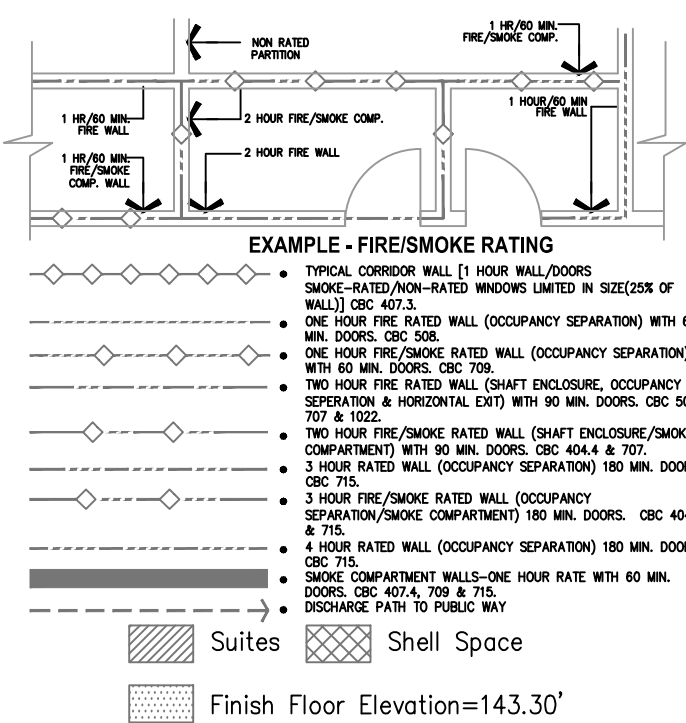 1 HR/60 MIN.
FIRE/SMOKE COMP.
NON RATED
PARTITION
1 HR/60 MIN.
FIRE WALL
2 HOUR FIRE/SMOKE COMP.
1 HOUR/60 MIN
FIRE WALL
1 HR/60 MIN.
FIRE/SMOKE
COMP. WALL
2 HOUR FIRE WALL
EXAMPLE - FIRE/SMOKE RATING
TYPICAL CORRIDOR WALL [1 HOUR WALL/DOORS
SMOKE-RATED/NON-RATED WINDOWS LIMITED IN SIZE(25% OF
WALL)] CBC 407.3.
ONE HOUR FIRE RATED WALL (OCCUPANCY SEPARATION) WITH
MIN. DOORS. CBC 508.
ONE HOUR FIRE/SMOKE RATED WALL (OCCUPANCY SEPARATION)
WITH 60 MIN. DOORS. CBC 709.
TWO HOUR FIRE RATED WALL (SHAFT ENCLOSURE, OCCUPANCY
SEPERATION & HORIZONTAL EXIT) WITH 90 MIN. DOORS. CBC
707 & 1022.
TWO HOUR FIRE/SMOKE RATED WALL (SHAFT ENCLOSURE/SMOK
COMPARTMENT) WITH 90 MIN. DOORS. CBC 404.4 & 707.
3 HOUR RATED WALL (OCCUPANCY SEPARATION) 180 MIN. DOO
CBC 715.
3 HOUR FIRE/SMOKE RATED WALL (OCCUPANCY
SEPARATION/SMOKE COMPARTMENT) 180 MIN. DOORS. CBC 40
& 715.
4 HOUR RATED WALL (OCCUPANCY SEPARATION) 180 MIN. DOO
CBC 715.
SMOKE COMPARTMENT WALLS-ONE HOUR RATE WITH 60 MIN.
DOORS. CBC 407.4, 709 & 715.
DISCHARGE PATH TO PUBLIC WAY
Suites
Shell Space
Finish Floor Elevation=143.30'